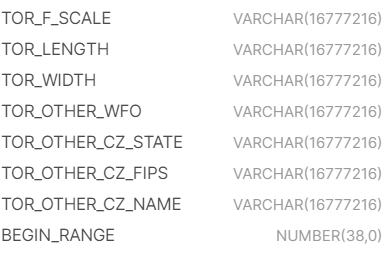 TOR_F_SCALE VARCHAR(16777216)
TOR_LENGTH VARCHAR(16777216)
TOR_WIDTH VARCHAR(16777216)
TOR_OTHER_WFO VARCHAR(16777216)
TOR_OTHER_CZ_STATE VARCHAR(16777216)
TOR_OTHER_CZ_FIPS VARCHAR(16777216)
TOR_OTHER_CZ_NAME VARCHAR(16777216)
BEGIN_RANGE NUMBER(38,0)